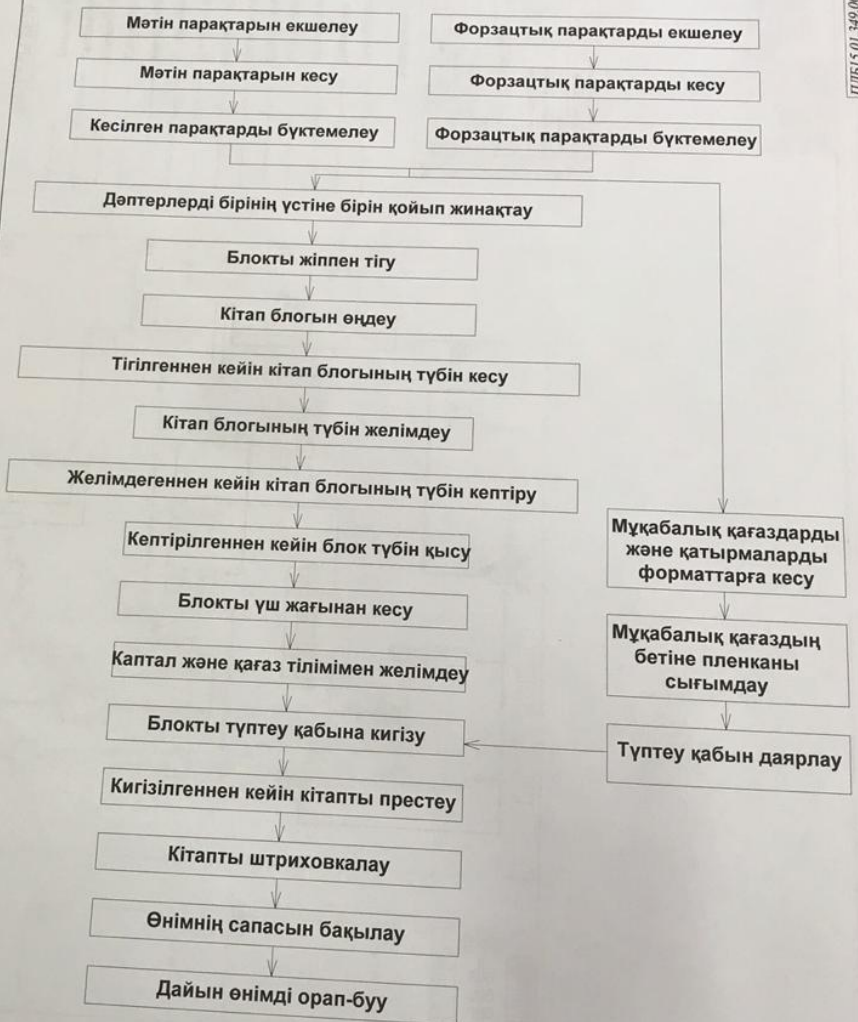 Мәтін парақтарын екшелеу
Форзацтық парақтарды екшелеу
Мәтін парақтарын кесу
Форзацтық парақтарды кесу
Кесілген парақтарды бүктемелеу
Форзацтық парақтарды бүктемелеу
Дәптерлерді бірінің үстіне бірін қойып жинақтау
Блокты жіппен тігу
Кітап блогын өңдеу
Тігілгеннен кейін кітап блогының түбін кесу
Кітап блогының түбін желімдеу
Желімдегеннен кейін кітап блогының түбін кептіру
Кептірілгеннен кейін блок түбін қысу
Блокты үш жағынан кесу
Каптал және қағаз тілімімен желімдеу
Блокты түптеу қабына кигізу
Кигізілгеннен кейін кітапты престеу
Кітапты штриховкалау
Өнімнің сапасын бақылау
Дайын өнімді орап-буу
Мұқабалық қағаздарды
және қатырмаларды
форматтарға кесу
Мұқабалық қағаздың
бетіне пленканы
сығымдау
Түптеу қабын даярлау